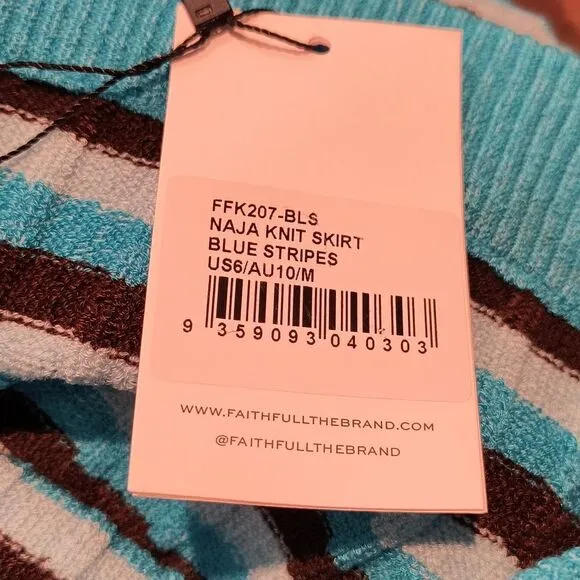 FFK207-BLS
NAJA KNIT SKIRT
BLUE STRIPES
US6/AU10/M
9 359093 040303
WWW.FAITHFULLTHEBRAND.COM
@FAITHFULLTHEBRAND